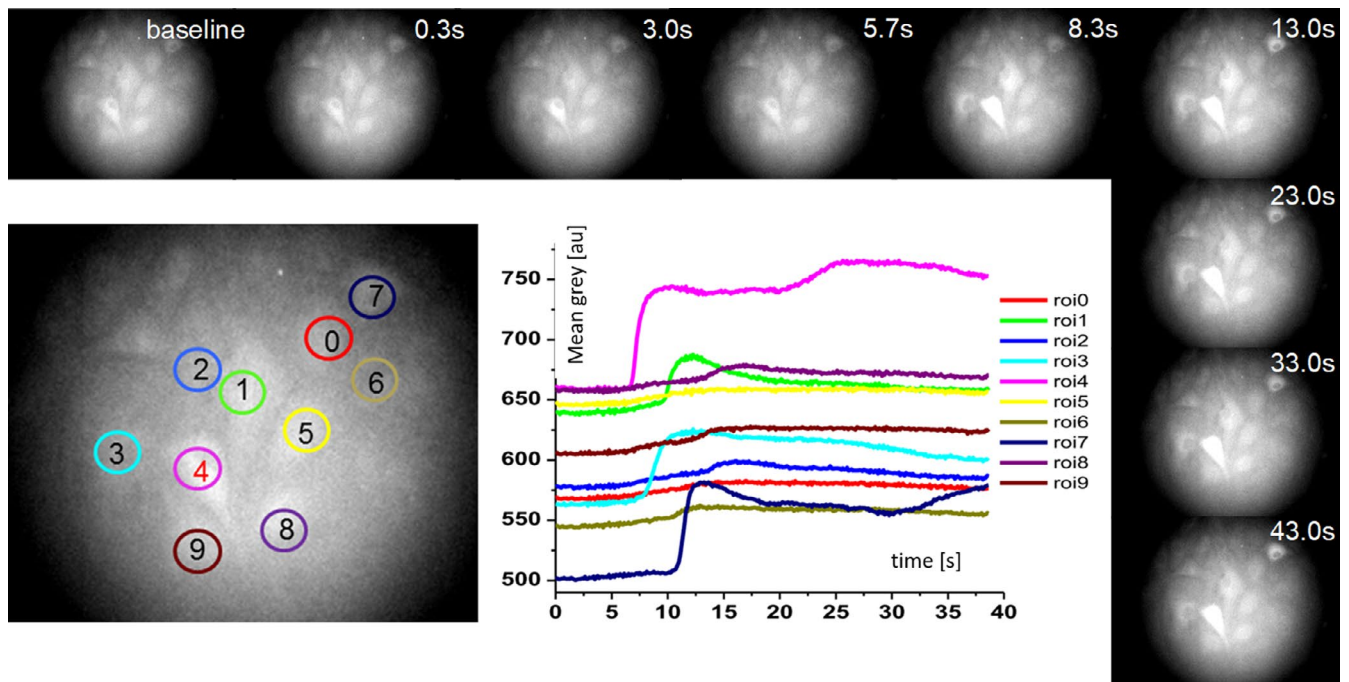 baseline
0.3s
3.0s
5.7s
8.3s
13.0s
23.0s
33.0s
43.0s
7
0
2
1
6
5
3
4
8
9
Mean grey [au]
750
700
650
600
550
500
0 5 10 15 20 25 30 35 40
time [s]
roi0
roi1
roi2
roi3
roi4
roi5
roi6
roi7
roi8
roi9